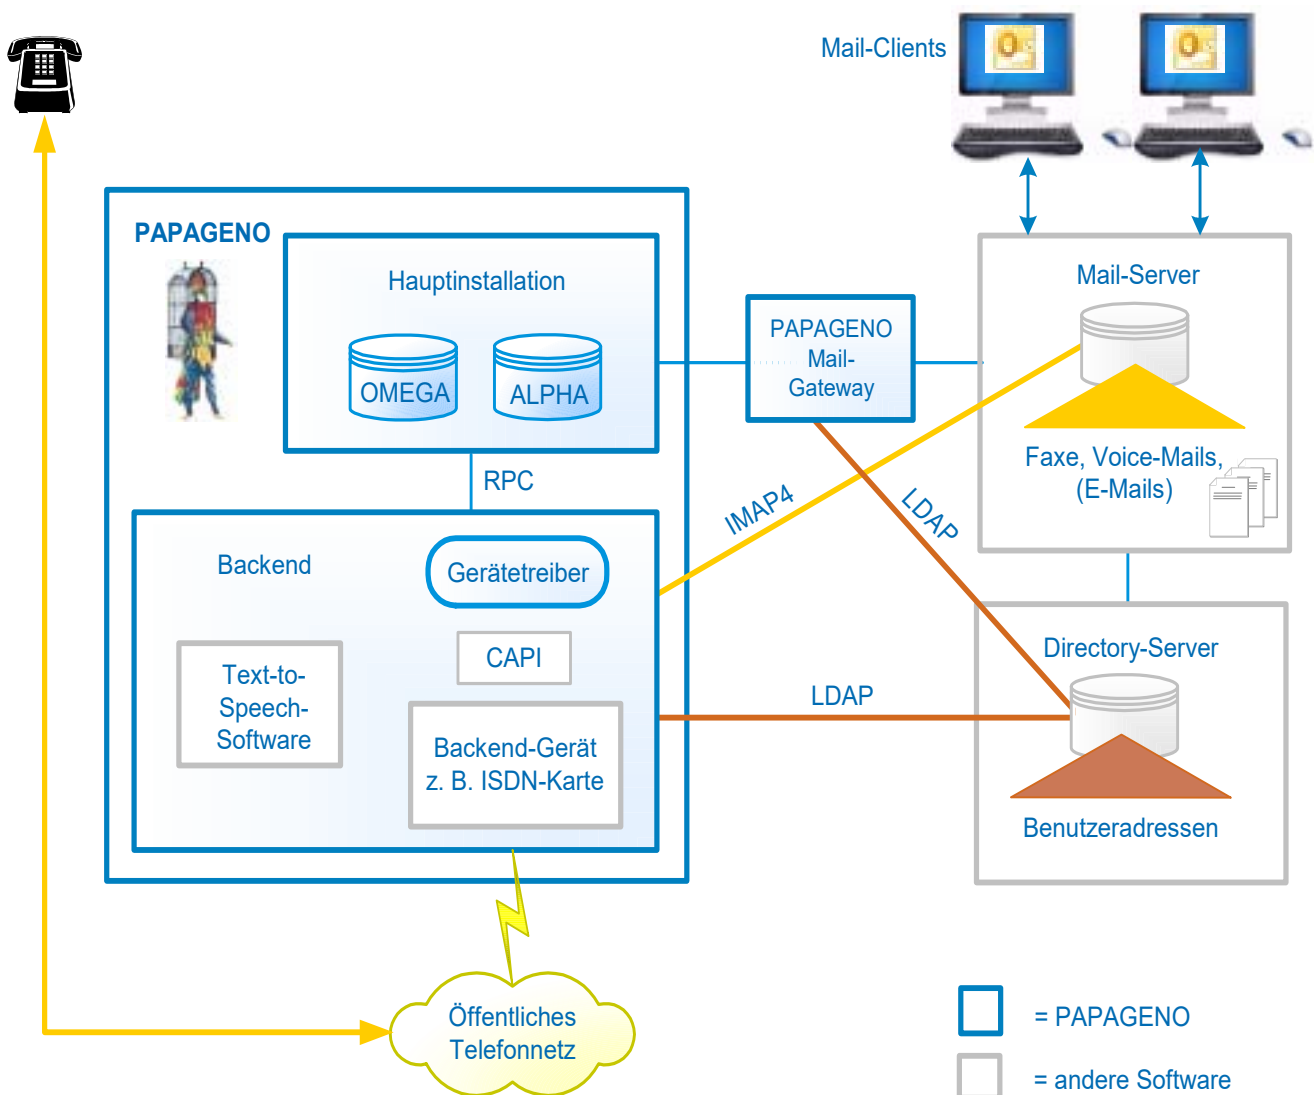 Mail-Clients
PAPAGENO
Hauptinstallation
OMEGA
ALPHA
RPC
PAPAGENO
Mail-
Gateway
Mail-Server
Faxe, Voice-Mails,
(E-Mails)
IMAP4
LDAP
Backend
Gerätetreiber
CAPI
Text-to-
Speech-
Software
Backend-Gerät
z. B. ISDN-Karte
LDAP
Directory-Server
Benutzeradressen
Öffentliches
Telefonnetz
= PAPAGENO
= andere Software